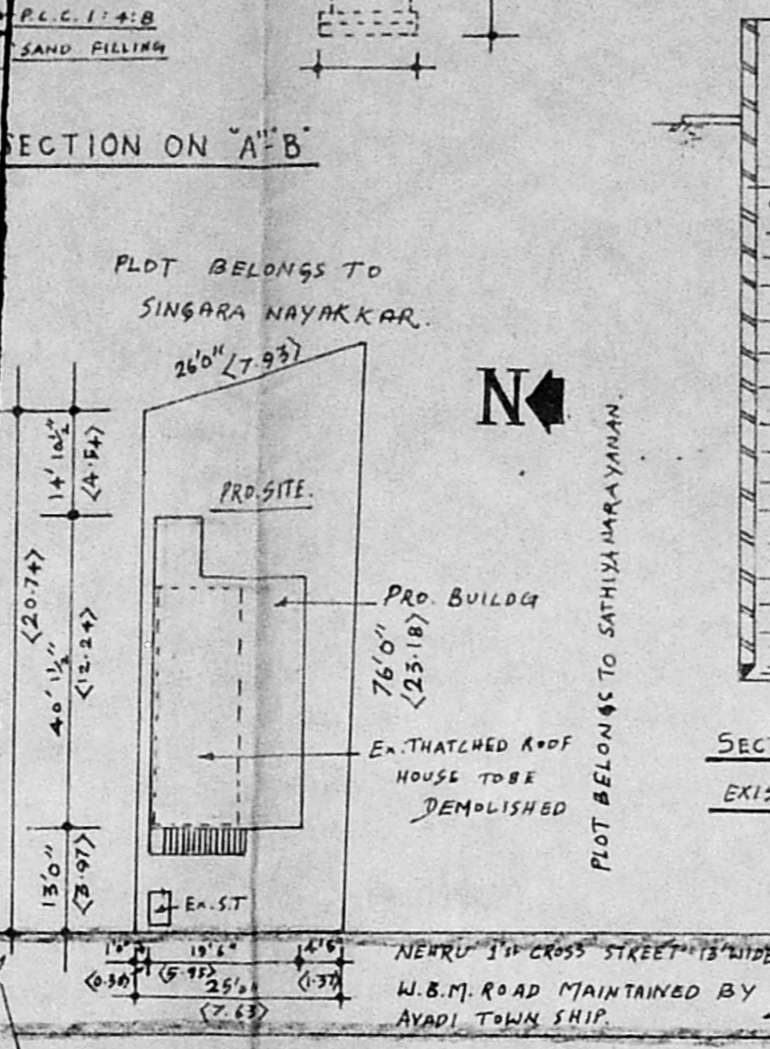 P.C.C. 1:4:8
SAND FILLING
SECTION ON "A"-B"
PLOT BELONGS TO
SINGARA NAYAKKAR.
26'0" <7.93>
N
14' 10½"
<4.54>
PRO.SITE.
<20.74>
40' 1½"
<12.24>
PRO. BUILDG
76'0"
<23.18>
PLOT BELONGS TO SATHIYANARAYANAN.
Ex.THATCHED ROOF
HOUSE TOBE
DEMOLISHED
SECT
EXIS
13'0"
<3.97>
Ex.S.T
1'0" 19'6" 4'6"
<0.30> <5.95> <1.37>
25'0"
<7.63>
NEHRU 1st CROSS STREET 13' WIDE
W.B.M. ROAD MAINTAINED BY
AVADI TOWN SHIP.